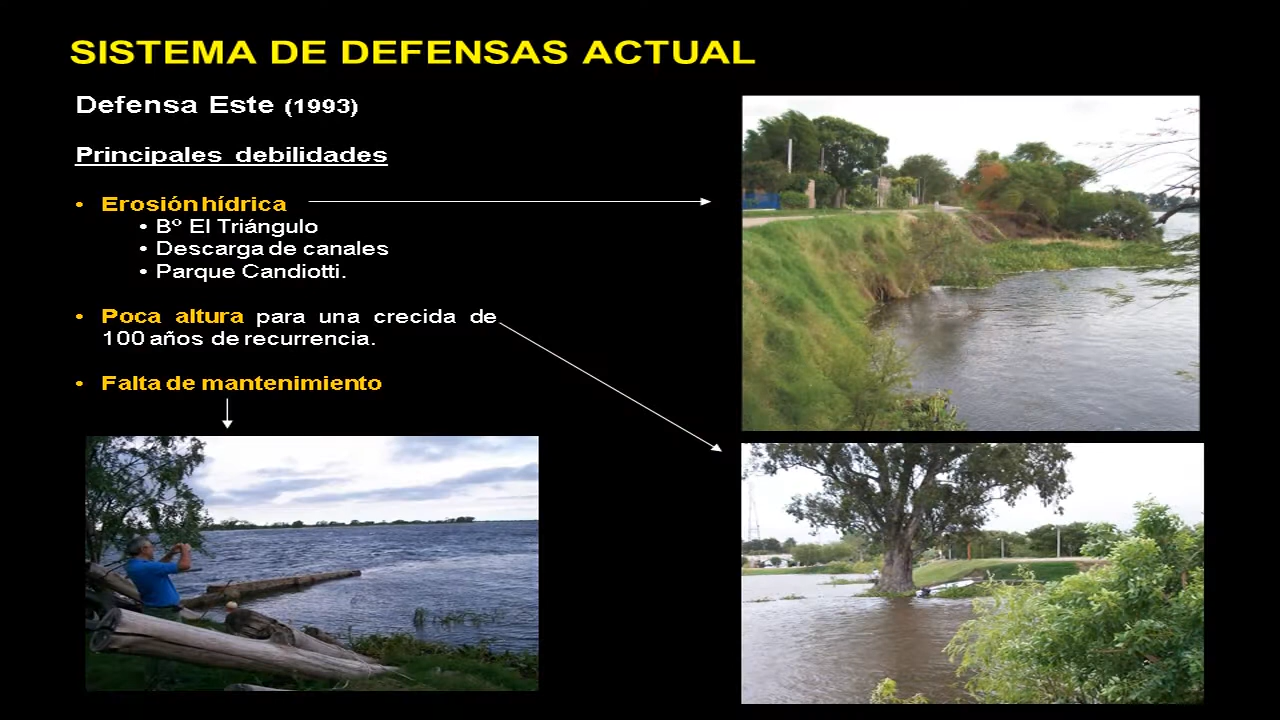 SISTEMA DE DEFENSAS ACTUAL
Defensa Este (1993)
Principales debilidades
• Erosión hídrica
• Bº El Triángulo
• Descarga de canales
• Parque Candiotti.
• Poca altura para una crecida de
100 años de recurrencia.
• Falta de mantenimiento